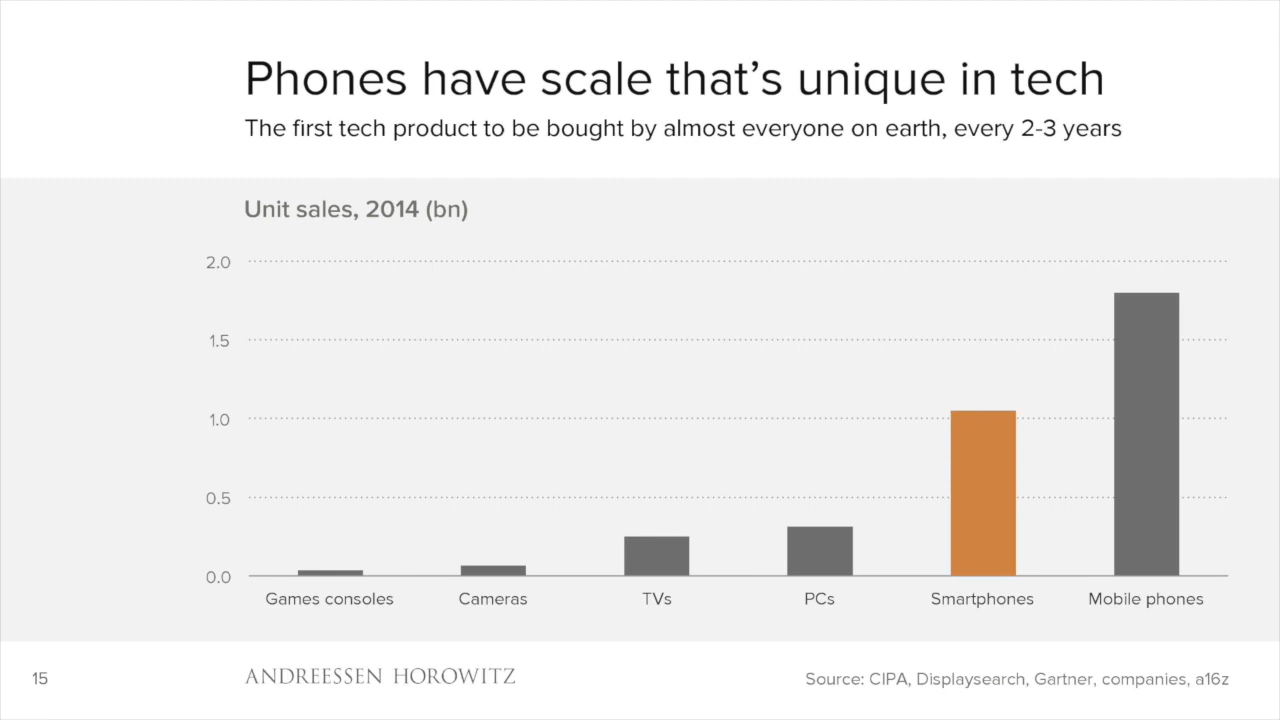 Phones have scale that’s unique in tech
The first tech product to be bought by almost everyone on earth, every 2-3 years
Unit sales, 2014 (bn)
2.0
1.5
1.0
0.5
0.0
Games consoles Cameras TVs PCs Smartphones Mobile phones
15 ANDREESSEN HOROWITZ Source: CIPA, Displaysearch, Gartner, companies, a16z